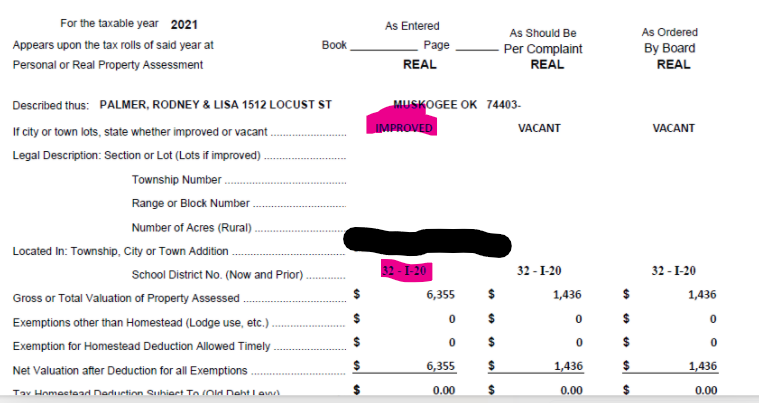 For the taxable year 2021 As Entered As Should Be As Ordered
Appears upon the tax rolls of said year at Book Page Per Complaint By Board
Personal or Real Property Assessment REAL REAL REAL
Described thus: PALMER, RODNEY & LISA 1512 LOCUST ST MUSKOGEE OK 74403-
If city or town lots, state whether improved or vacant IMPROVED VACANT VACANT
Legal Description: Section or Lot (Lots if improved)
Township Number
Range or Block Number
Number of Acres (Rural)
Located In: Township, City or Town Addition
School District No. (Now and Prior) 32 - I-20 32 - I-20 32 - I-20
Gross or Total Valuation of Property Assessed $ 6,355 $ 1,436 $ 1,436
Exemptions other than Homestead (Lodge use, etc.) $ 0 $ 0 $ 0
Exemption for Homestead Deduction Allowed Timely $ 0 $ 0 $ 0
Net Valuation after Deduction for all Exemptions $ 6,355 $ 1,436 $ 1,436
Tax Homestead Deduction Subject To (Old Debt Levy) $ 0.00 $ 0.00 $ 0.00